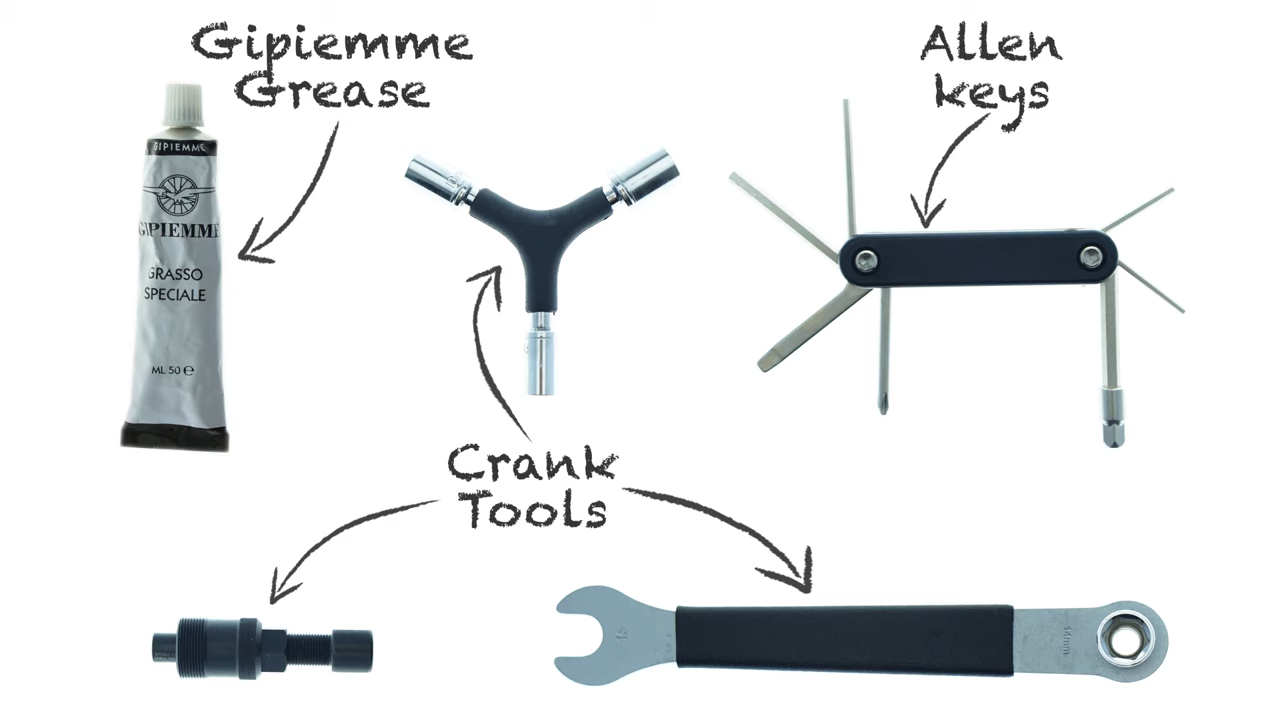 Gipiemme
Grease
Allen
keys
GIPIEMME
GIPIEMME
GRASSO
SPECIALE
ML 50 e
Crank
Tools
15
14mm